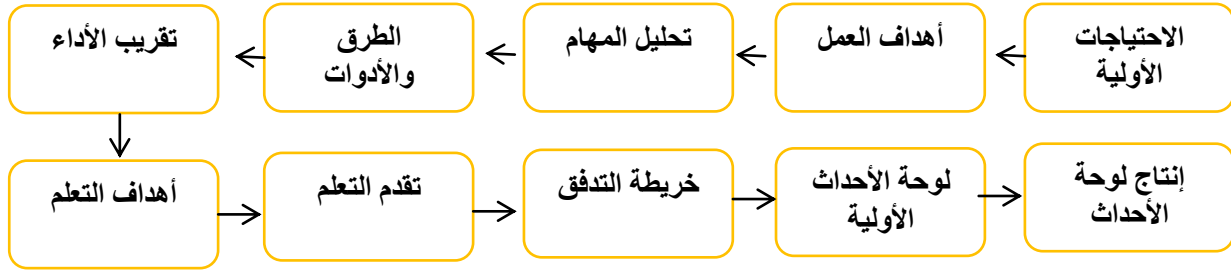 الاحتياجات
الأولية
أهداف العمل
تحليل المهام
الطرق
والأدوات
تقريب الأداء
أهداف التعلم
تقدم التعلم
خريطة التدفق
لوحة الأحداث
الأولية
إنتاج لوحة
الأحداث